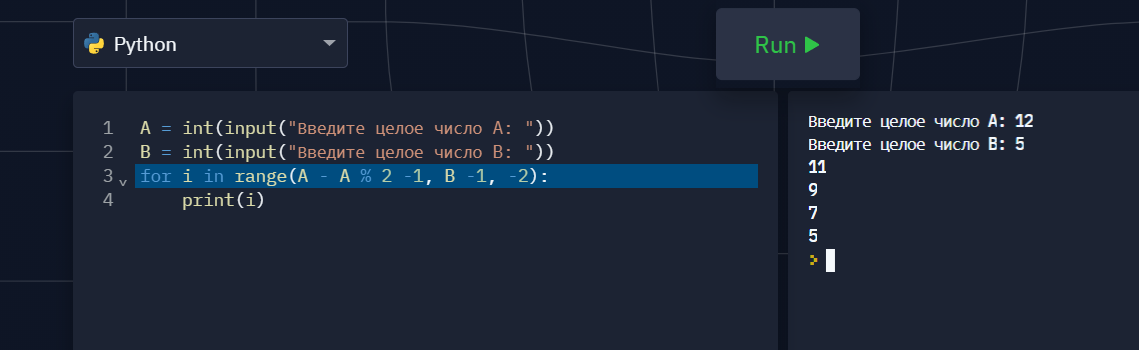 Python
Run
1 A = int(input("Введите целое число A: "))
2 B = int(input("Введите целое число B: "))
3 for i in range(A - A % 2 -1, B -1, -2):
4 print(i)
Введите целое число A: 12
Введите целое число B: 5
11
9
7
5
>